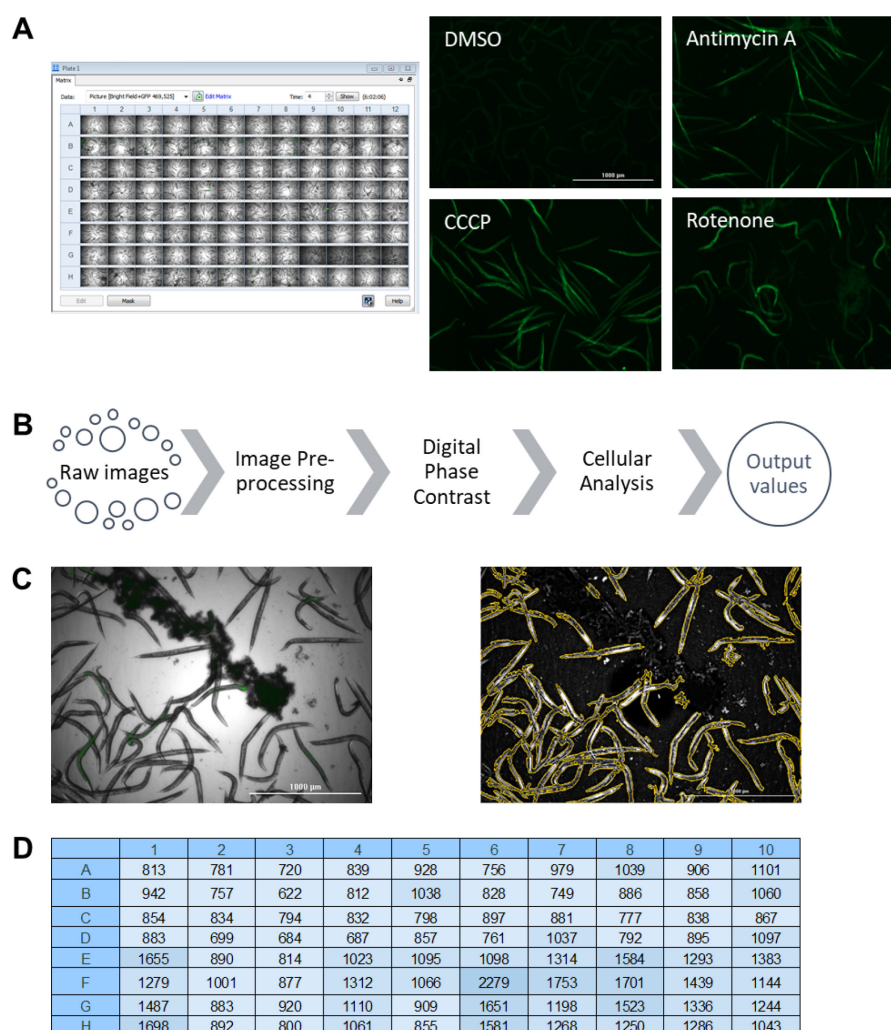 A
Plate 1
Matrix
Data: Picture [Bright Field+GFP 469,525] Edit Matrix Time: 4 Show (6:02:06)
1 2 3 4 5 6 7 8 9 10 11 12
A
B
C
D
E
F
G
H
Edit Mask Help
DMSO
1000 µm
Antimycin A
CCCP
Rotenone
B
Raw images
Image Pre-
processing
Digital
Phase
Contrast
Cellular
Analysis
Output
values
C
1000 µm
1000 µm
D
1 2 3 4 5 6 7 8 9 10
A 813 781 720 839 928 756 979 1039 906 1101
B 942 757 622 812 1038 828 749 886 858 1060
C 854 834 794 832 798 897 881 777 838 867
D 883 699 684 687 857 761 1037 792 895 1097
E 1655 890 814 1023 1095 1098 1314 1584 1293 1383
F 1279 1001 877 1312 1066 2279 1753 1701 1439 1144
G 1487 883 920 1110 909 1651 1198 1523 1336 1244
H 1698 892 800 1061 855 1581 1268 1250 1286 1043